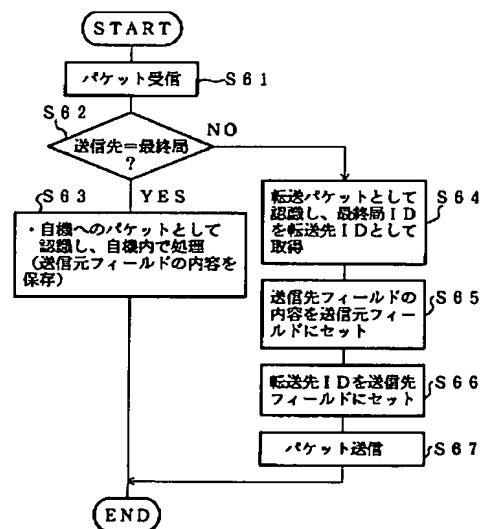 START
パケット受信
S61
S62
送信先＝最終局
?
NO
YES
S63
・自機へのパケットとして
認識し、自機内で処理
(送信元フィールドの内容を
保存)
転送パケットとして
認識し、最終局ID
を転送先IDとして
取得
S64
送信先フィールドの
内容を送信元フィー
ルドにセット
S65
転送先IDを送信先
フィールドにセット
S66
パケット送信
S67
END